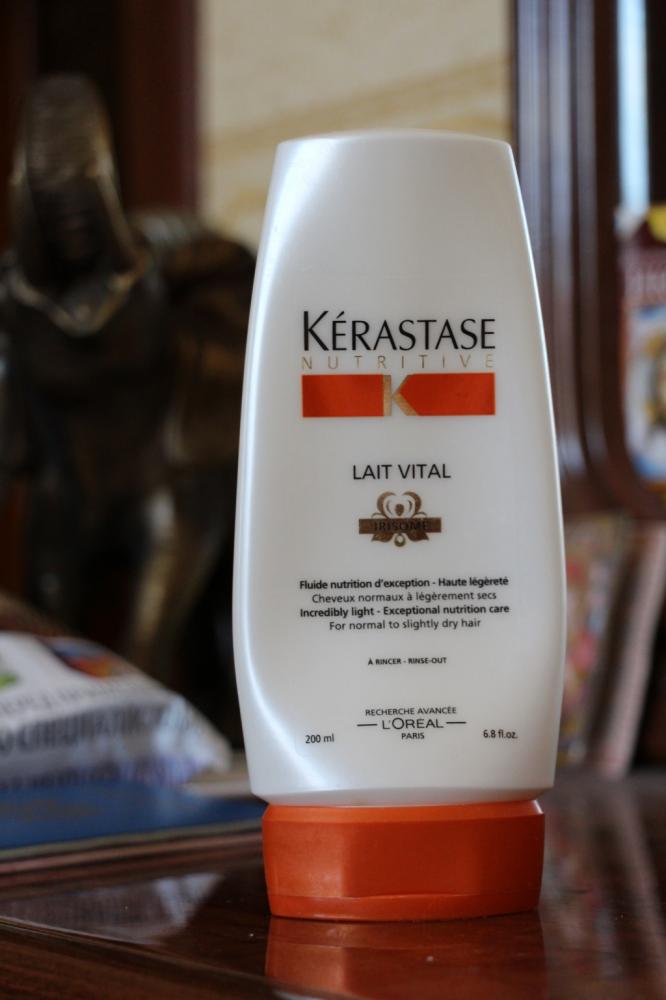 KÉRASTASE
NUTRITIVE
K
LAIT VITAL
IRISOME
Fluide nutrition d'exception - Haute légèreté
Cheveux normaux à légèrement secs
Incredibly light - Exceptional nutrition care
For normal to slightly dry hair
À RINCER - RINSE-OUT
RECHERCHE AVANCÉE
L'ORÉAL
PARIS
200 ml
6.8 fl.oz.